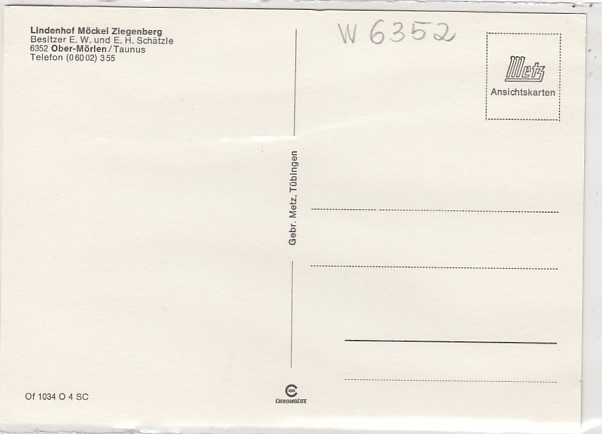 Lindenhof Möckel Ziegenberg
Besitzer E. W. und E. H. Schätzle
6352 Ober-Mörlen/Taunus
Telefon (06002) 355
W 6352
Metz
Ansichtskarten
Gebr. Metz, Tübingen
Of 1034 O 4 SC
CHROMOLUX